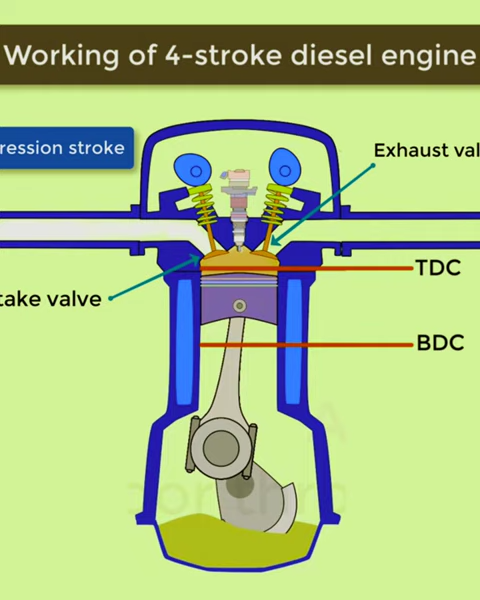 Working of 4-stroke diesel engine
ression stroke
Exhaust val
TDC
take valve
BDC